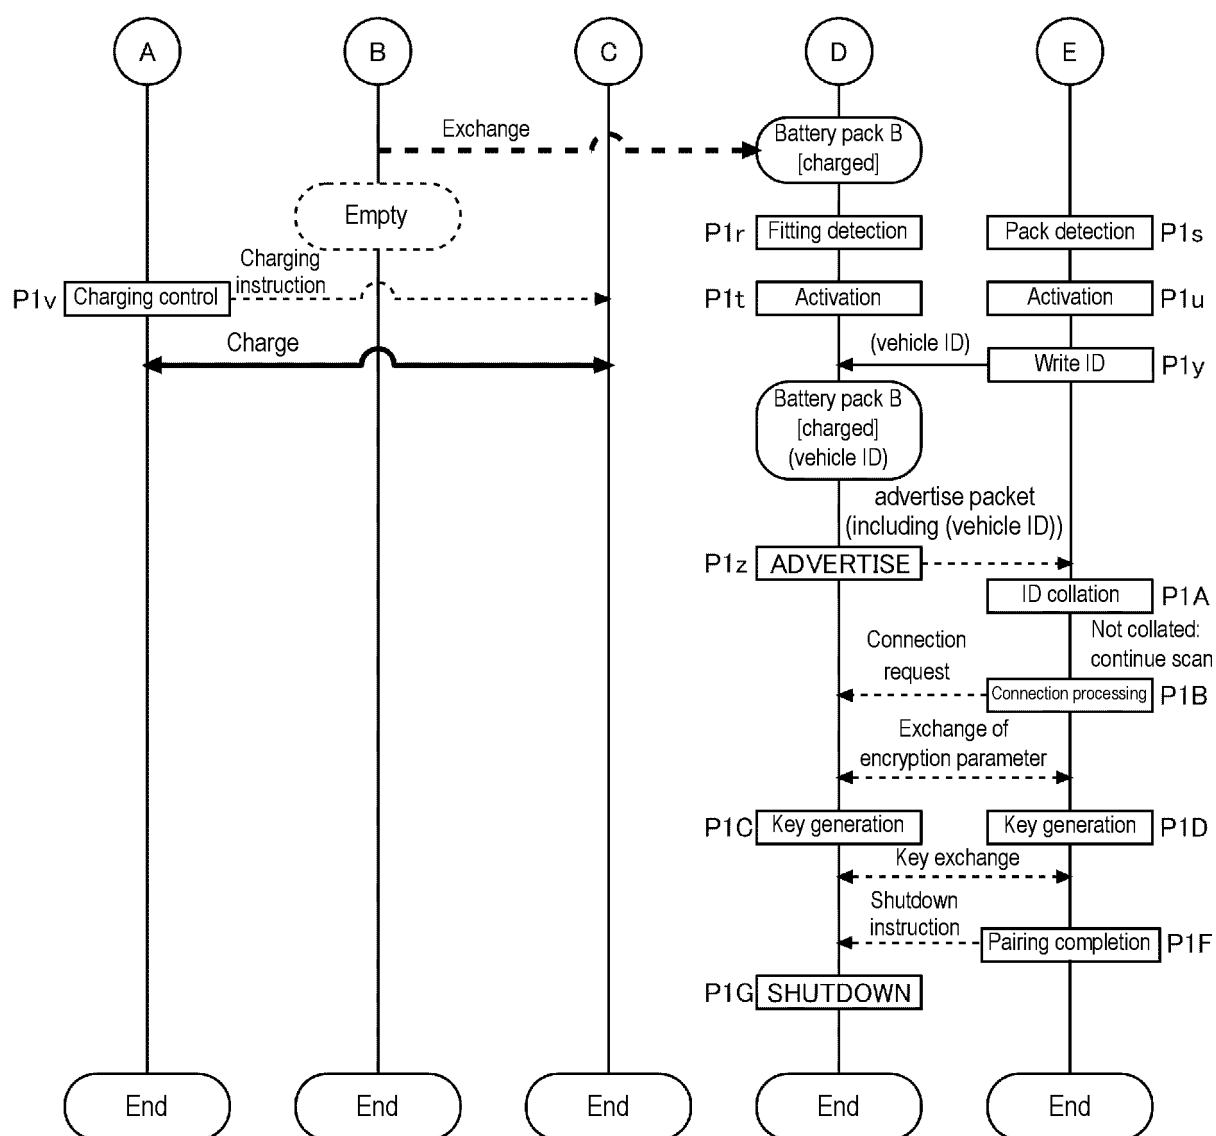 A
B
C
D
E
Exchange
Battery pack B
[charged]
Empty
P1r
Fitting detection
Pack detection
P1s
Charging
instruction
P1v
Charging control
P1t
Activation
Activation
P1u
Charge
(vehicle ID)
Write ID
P1y
Battery pack B
[charged]
(vehicle ID)
advertise packet
(including (vehicle ID))
P1z
ADVERTISE
ID collation
P1A
Not collated:
continue scan
Connection
request
Connection processing
P1B
Exchange of
encryption parameter
P1C
Key generation
Key generation
P1D
Key exchange
Shutdown
instruction
Pairing completion
P1F
P1G
SHUTDOWN
End
End
End
End
End